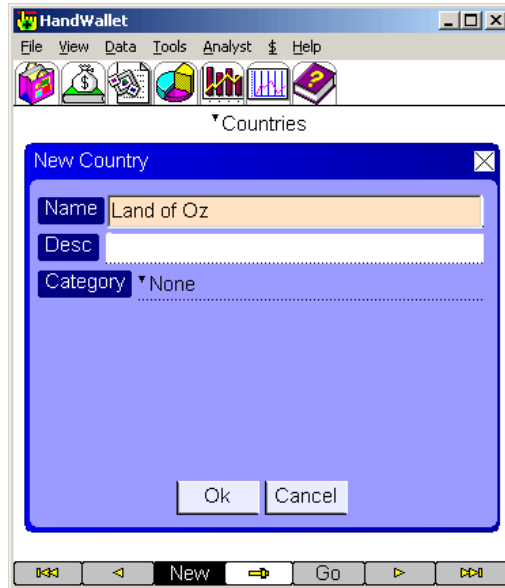 HandWallet
File View Data Tools Analyst $ Help
Countries
New Country
Name Land of Oz
Desc
Category None
Ok Cancel
New Go